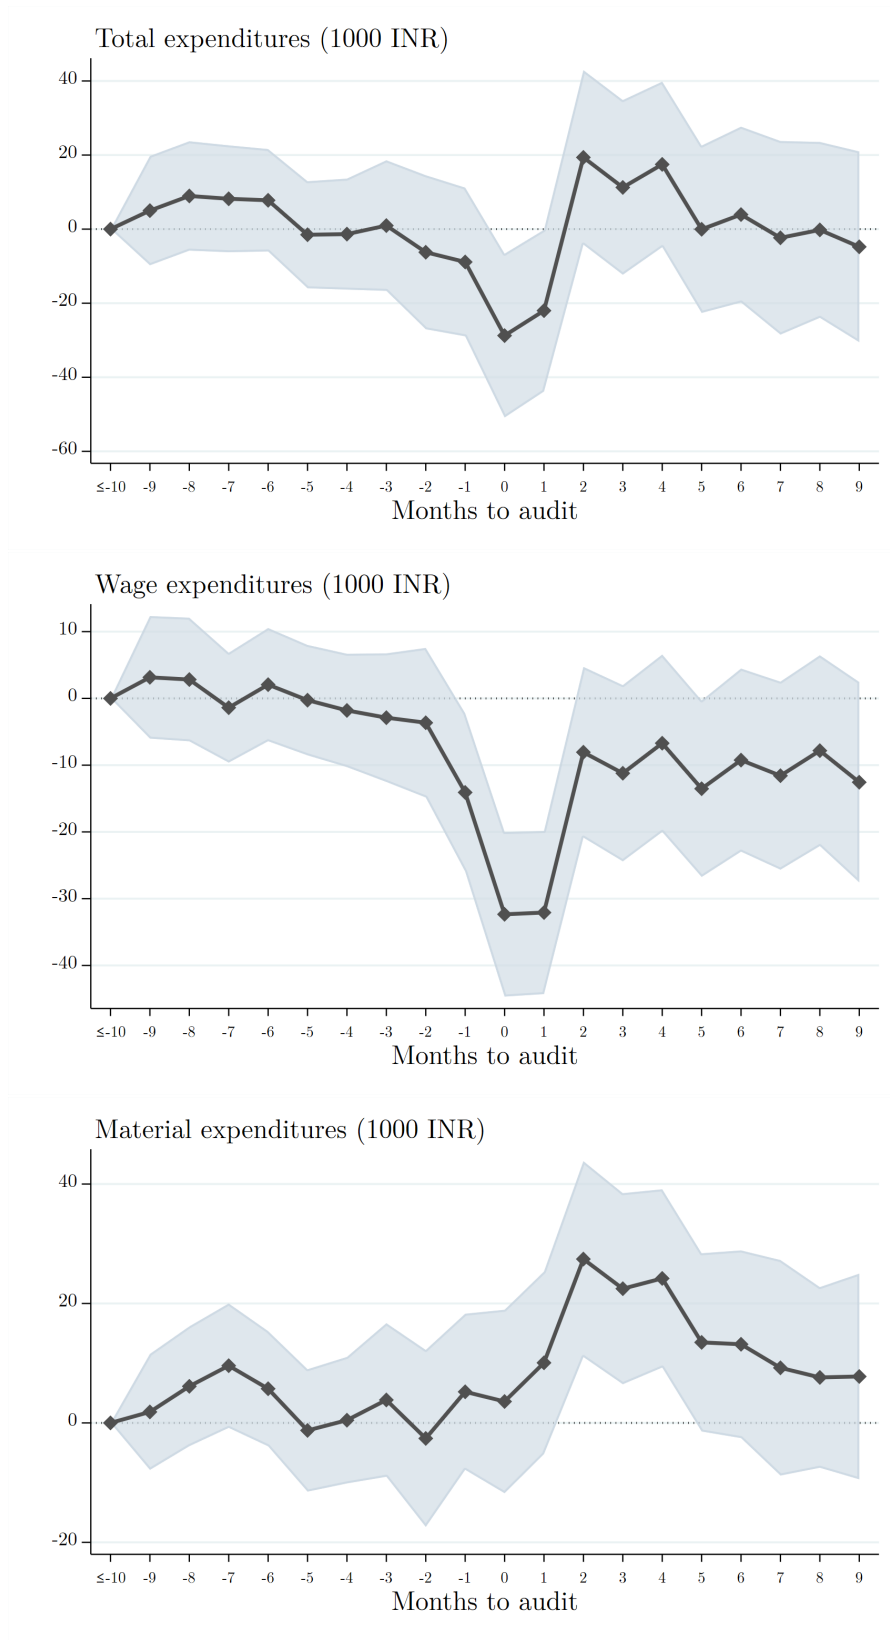 Total expenditures (1000 INR)
40
20
0
-20
-40
-60
≤-10 -9 -8 -7 -6 -5 -4 -3 -2 -1 0 1 2 3 4 5 6 7 8 9
Months to audit
Wage expenditures (1000 INR)
10
0
-10
-20
-30
-40
≤-10 -9 -8 -7 -6 -5 -4 -3 -2 -1 0 1 2 3 4 5 6 7 8 9
Months to audit
Material expenditures (1000 INR)
40
20
0
-20
≤-10 -9 -8 -7 -6 -5 -4 -3 -2 -1 0 1 2 3 4 5 6 7 8 9
Months to audit